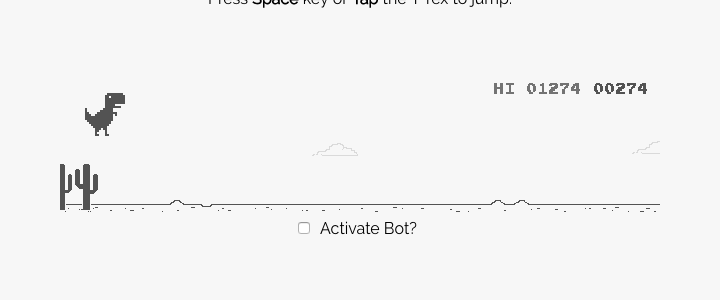 Press Space key or Tap the T-rex to jump.
HI 01274 00274
Activate Bot?